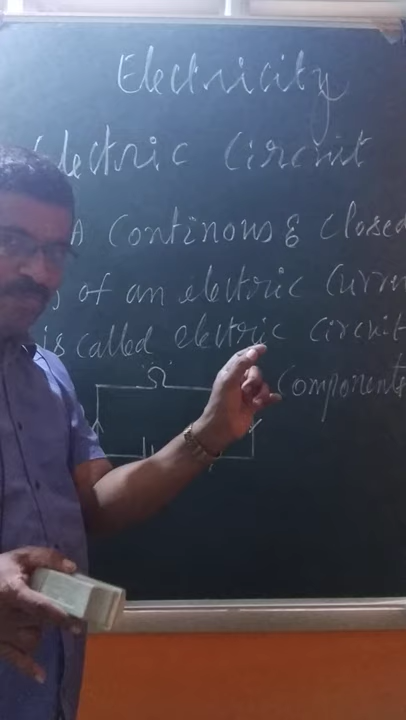 Electricity
Electric Circuit
A Continous & closed
of an electric Curren
is called electric circuit
Components